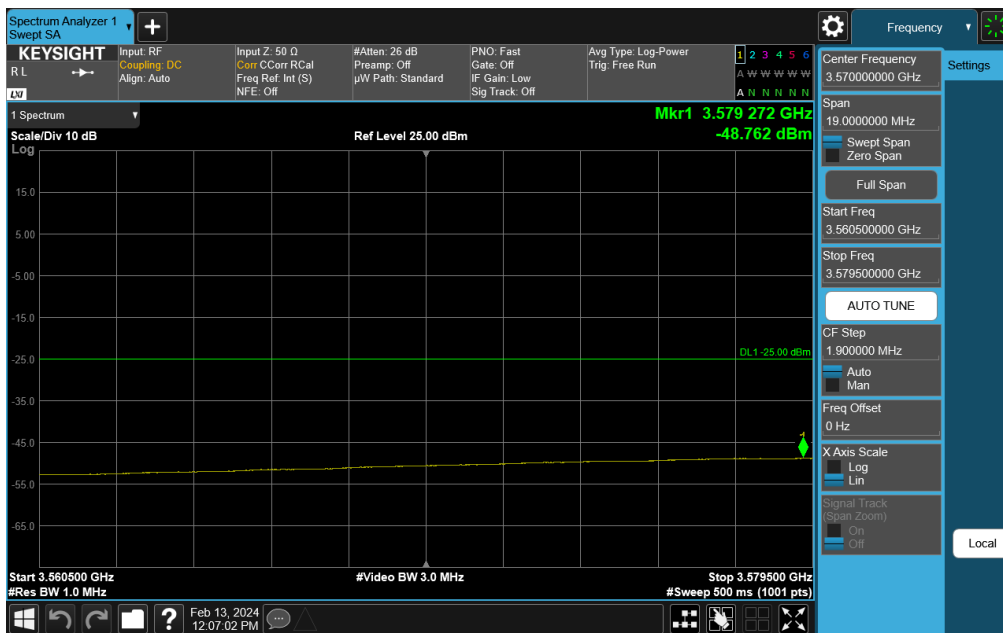 Spectrum Analyzer 1
Swept SA
Frequency
KEYSIGHT
R L
LXI
Input: RF
Coupling: DC
Align: Auto
Input Z: 50 Ω
Corr CCorr RCal
Freq Ref: Int (S)
NFE: Off
#Atten: 26 dB
Preamp: Off
µW Path: Standard
PNO: Fast
Gate: Off
IF Gain: Low
Sig Track: Off
Avg Type: Log-Power
Trig: Free Run
1 2 3 4 5 6
A W W W W W
A N N N N N
1 Spectrum
Scale/Div 10 dB
Log
Ref Level 25.00 dBm
Mkr1 3.579 272 GHz
-48.762 dBm
15.0
5.00
-5.00
-15.0
-25.0
DL1 -25.00 dBm
-35.0
-45.0
1
-55.0
-65.0
Start 3.560500 GHz
#Res BW 1.0 MHz
#Video BW 3.0 MHz
Stop 3.579500 GHz
#Sweep 500 ms (1001 pts)
Center Frequency
3.570000000 GHz
Settings
Span
19.0000000 MHz
Swept Span
Zero Span
Full Span
Start Freq
3.560500000 GHz
Stop Freq
3.579500000 GHz
AUTO TUNE
CF Step
1.900000 MHz
Auto
Man
Freq Offset
0 Hz
X Axis Scale
Log
Lin
Signal Track
(Span Zoom)
On
Off
Local
?
Feb 13, 2024
12:07:02 PM